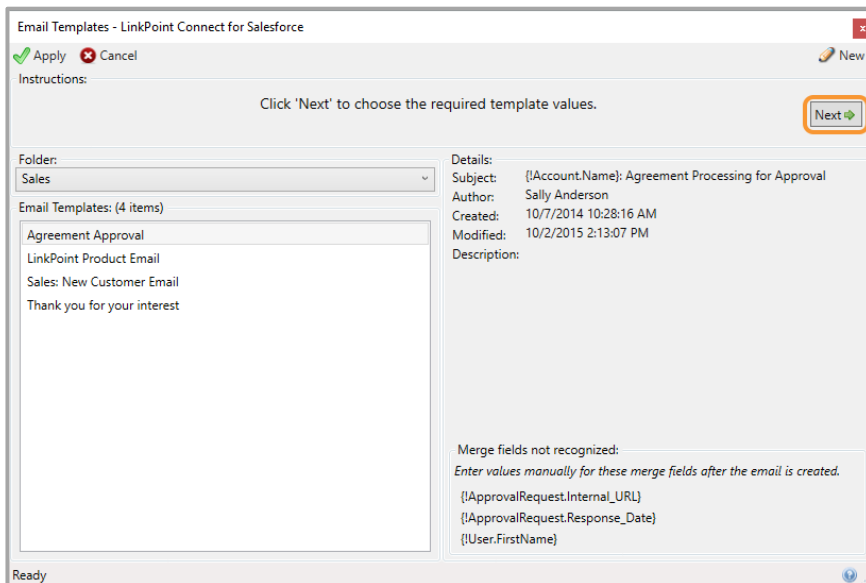 Email Templates - LinkPoint Connect for Salesforce
x
Apply Cancel New
Instructions:
Click 'Next' to choose the required template values.
Next
Folder:
Sales
Email Templates: (4 items)
Agreement Approval
LinkPoint Product Email
Sales: New Customer Email
Thank you for your interest
Details:
Subject: {!Account.Name}: Agreement Processing for Approval
Author: Sally Anderson
Created: 10/7/2014 10:28:16 AM
Modified: 10/2/2015 2:13:07 PM
Description:
Merge fields not recognized:
Enter values manually for these merge fields after the email is created.
{!ApprovalRequest.Internal_URL}
{!ApprovalRequest.Response_Date}
{!User.FirstName}
Ready
?